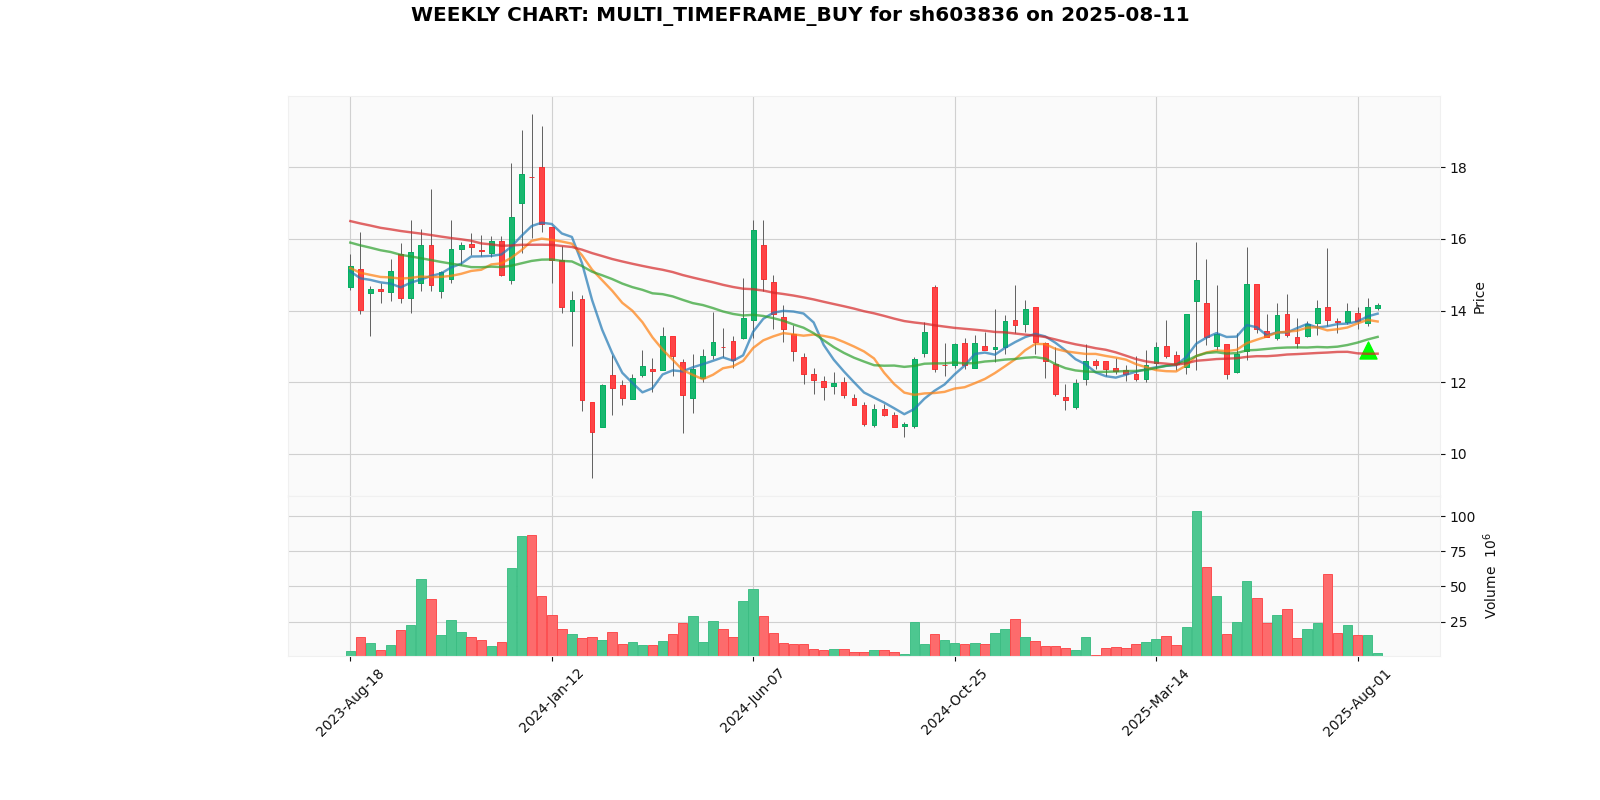 WEEKLY CHART: MULTI_TIMEFRAME_BUY for sh603836 on 2025-08-11
18
16
14
12
10
Price
100
75
50
25
Volume 10⁶
2023-Aug-18
2024-Jan-12
2024-Jun-07
2024-Oct-25
2025-Mar-14
2025-Aug-01